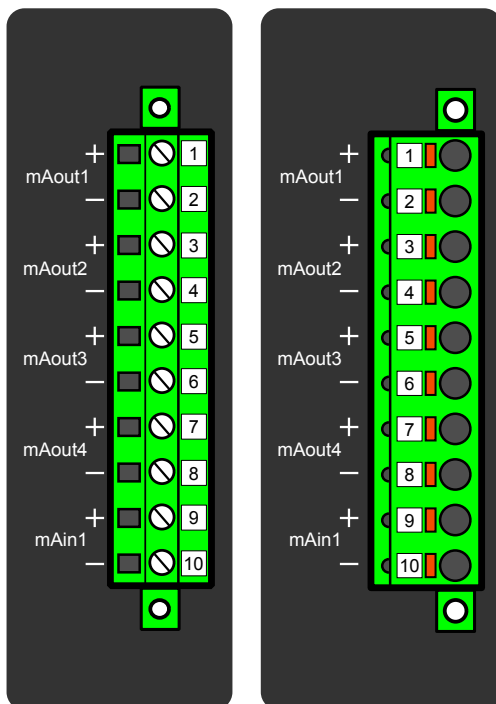 + 1
mAout1
− 2
+ 3
mAout2
− 4
+ 5
mAout3
− 6
+ 7
mAout4
− 8
+ 9
mAin1
− 10
+ 1
mAout1
− 2
+ 3
mAout2
− 4
+ 5
mAout3
− 6
+ 7
mAout4
− 8
+ 9
mAin1
− 10